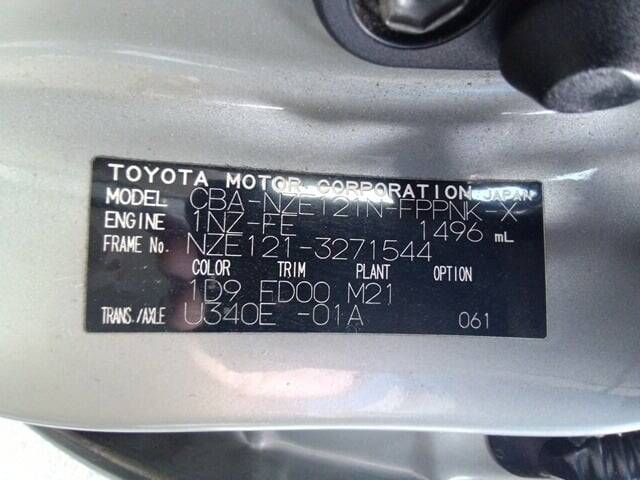 TOYOTA MOTOR CORPORATION JAPAN
MODEL CBA-NZE121N-FPPNK-X
ENGINE 1NZ-FE 1496 mL
FRAME No. NZE121-3271544
COLOR TRIM PLANT OPTION
1D9 FD00 M21
TRANS./AXLE U340E -01A 061